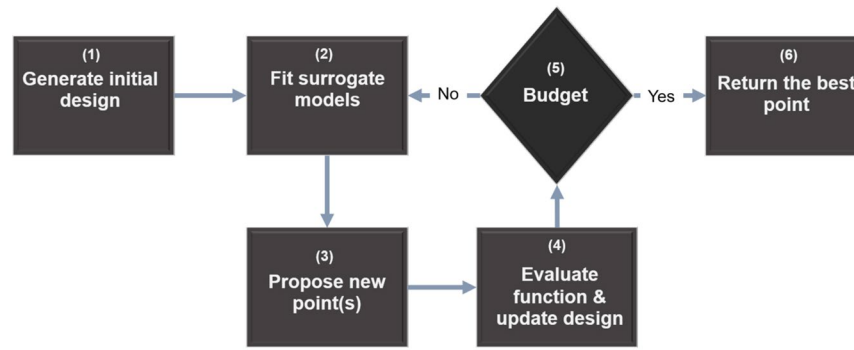 (1)
Generate initial
design
(2)
Fit surrogate
models
No
(5)
Budget
Yes
(6)
Return the best
point
(3)
Propose new
point(s)
(4)
Evaluate
function &
update design